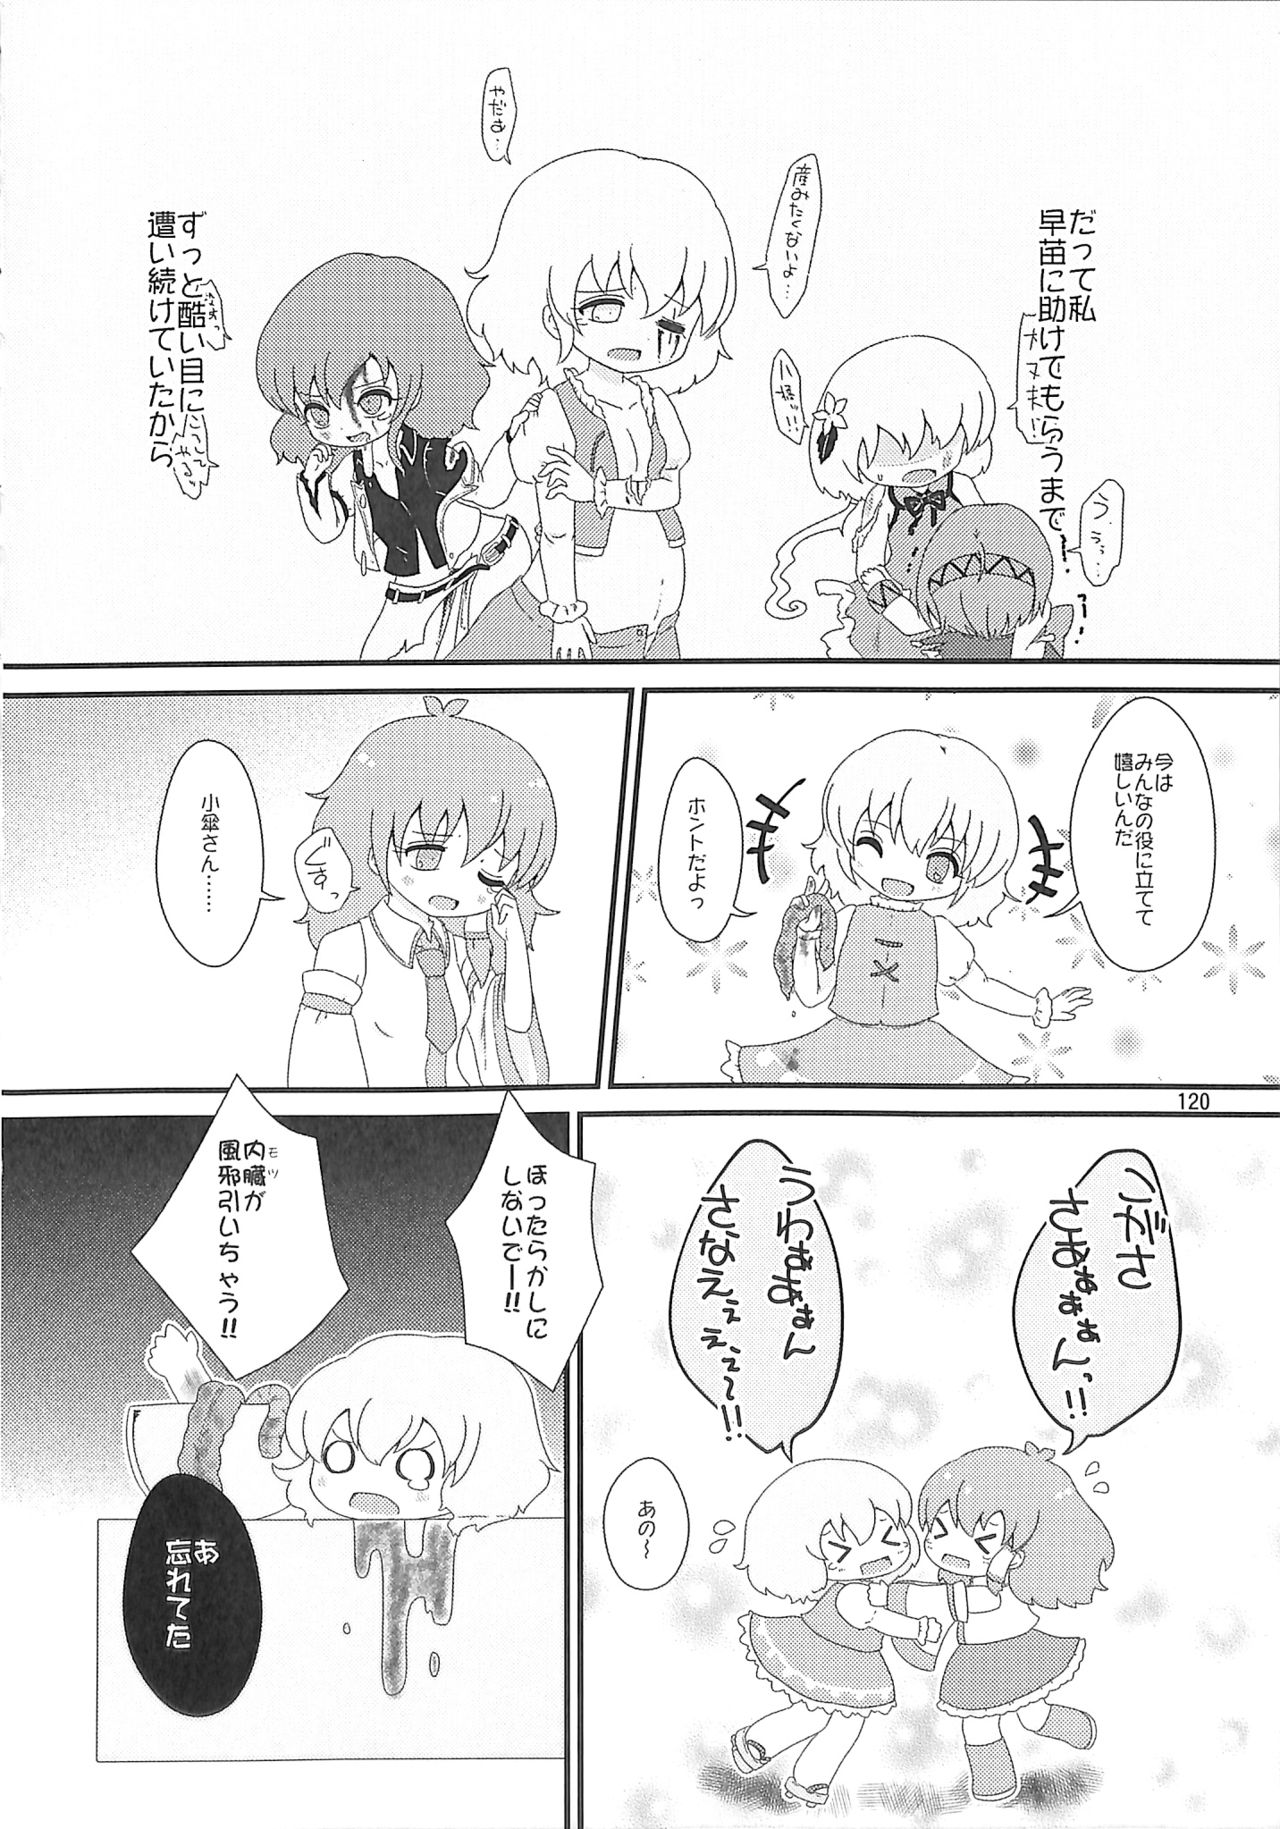 だって私
早苗に助けてもらうまで
うぅぅ
産みたくないよ…
やだぁ…
ずっと酷い目に
遭い続けていたから
今は
みんなの役に立てて
嬉しいんだ
ホントだよっ
ぐすっ
小傘さん……
120
こがさ
さぁぁぁぁんっ!!
うわぁぁぁん
さなえぇぇぇ～!!
あの～
ほったらかしに
しないでー!!
内臓が
モツ
風邪引いちゃう!!
あ
忘れてた